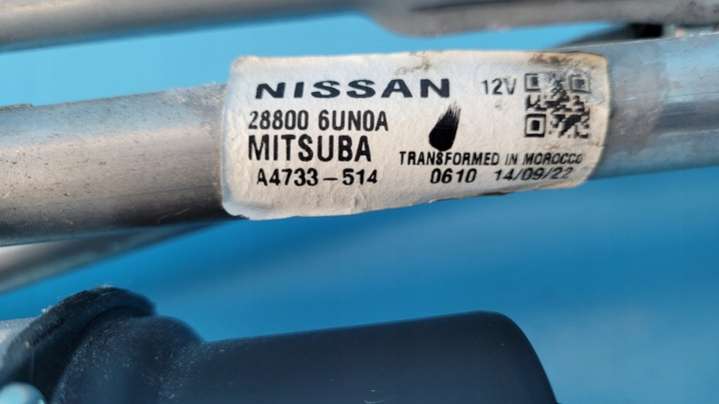 NISSAN 12V
28800 6UN0A
MITSUBA TRANSFORMED IN MOROCCO
A4733-514 0610 14/09/22